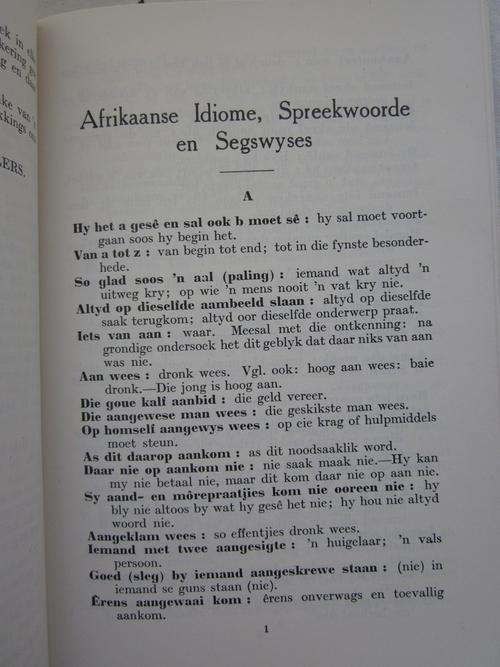 ek in
kering
ng en
ke van
kkings
LERS.
Afrikaanse Idiome, Spreekwoorde
en Segswyses
A
Hy het a gesê en sal ook b moet sê : hy sal moet voort-
gaan soos hy begin het.
Van a tot z : van begin tot end; tot in die fynste besonder-
hede.
So glad soos 'n aal (paling) : iemand wat altyd 'n
uitweg kry; op wie 'n mens nooit 'n vat kry nie.
Altyd op dieselfde aambeeld slaan : altyd op dieselfde
saak terugkom; altyd oor dieselfde onderwerp praat.
Iets van aan : waar. Meesal met die ontkenning: na
grondige ondersoek het dit geblyk dat daar niks van aan
was nie.
Aan wees : dronk wees. Vgl. ook: hoog aan wees: baie
dronk.—Die jong is hoog aan.
Die goue kalf aanbid : die geld vereer.
Die aangewese man wees : die geskikste man wees.
Op homself aangewys wees : op eie krag of hulpmiddels
moet steun.
As dit daarop aankom : as dit noodsaaklik word.
Daar nie op aankom nie : nie saak maak nie.—Hy kan
my nie betaal nie, maar dit kom daar nie op aan nie.
Sy aand- en môrepraatjies kom nie ooreen nie : hy
bly nie altoos by wat hy gesê het nie; hy hou nie altyd
woord nie.
Aangeklam wees : so effentjies dronk wees.
Iemand met twee aangesigte : 'n huigelaar; 'n vals
persoon.
Goed (sleg) by iemand aangeskrewe staan : (nie) in
iemand se guns staan (nie).
Êrens aangewaai kom : êrens onverwags en toevallig
aankom.
1